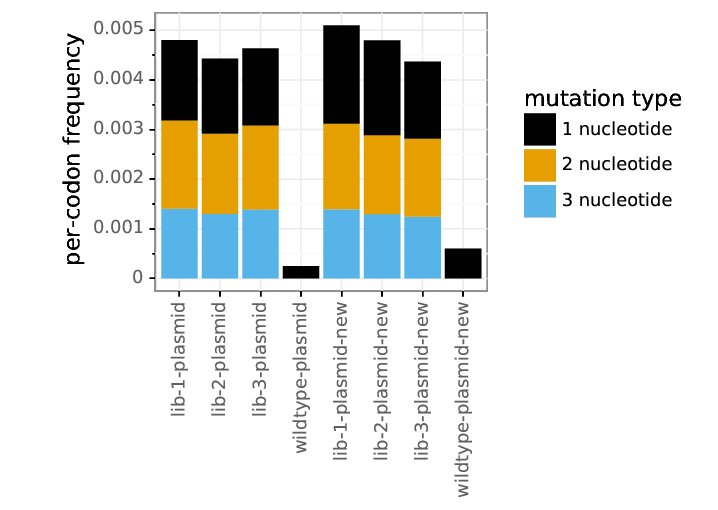 per-codon frequency
0.005
0.004
0.003
0.002
0.001
0
lib-1-plasmid
lib-2-plasmid
lib-3-plasmid
wildtype-plasmid
lib-1-plasmid-new
lib-2-plasmid-new
lib-3-plasmid-new
wildtype-plasmid-new
mutation type
1 nucleotide
2 nucleotide
3 nucleotide